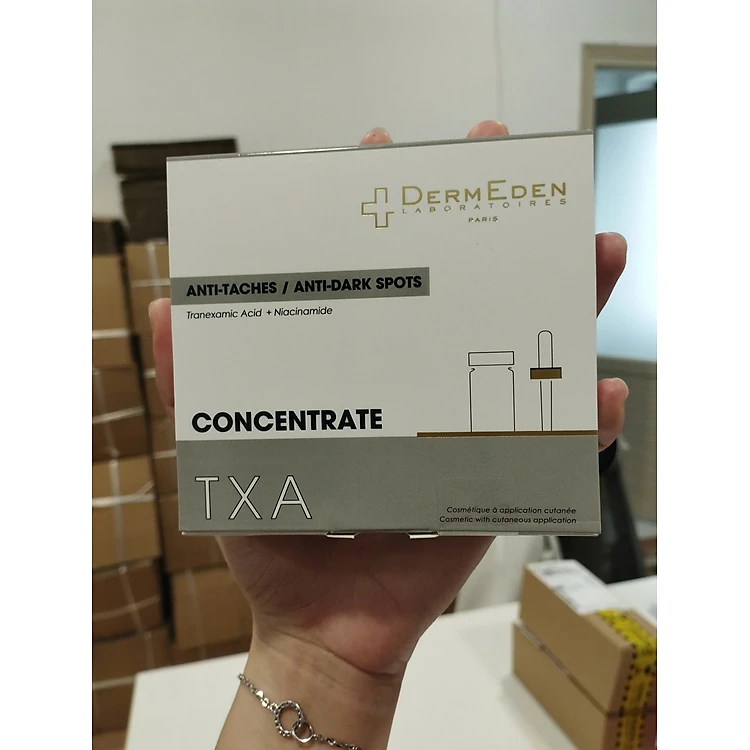 DERMEDEN
LABORATOIRES
PARIS
ANTI-TACHES / ANTI-DARK SPOTS
Tranexamic Acid + Niacinamide
CONCENTRATE
TXA
Cosmétique à application cutanée
Cosmetic with cutaneous application